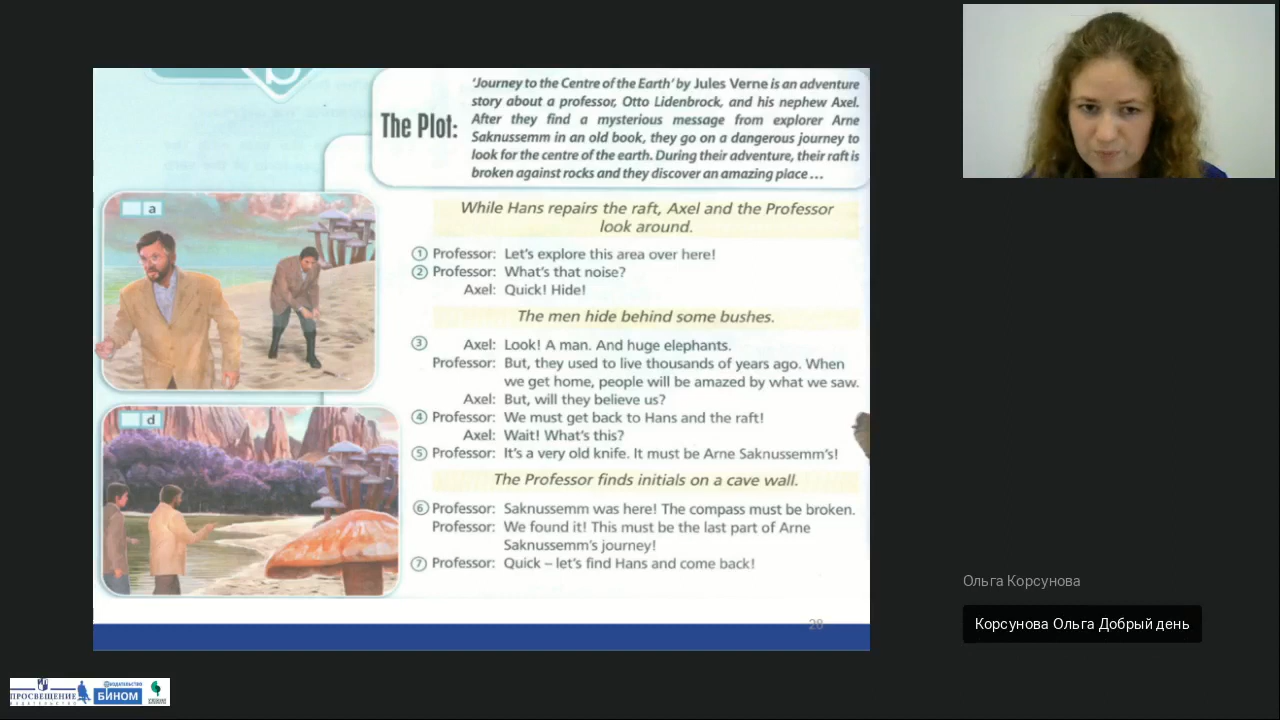 'Journey to the Centre of the Earth' by Jules Verne is an adventure
story about a professor, Otto Lidenbrock, and his nephew Axel.
The Plot:
After they find a mysterious message from explorer Arne
Saknussemm in an old book, they go on a dangerous journey to
look for the centre of the earth. During their adventure, their raft is
broken against rocks and they discover an amazing place ...
a
While Hans repairs the raft, Axel and the Professor
look around.
1 Professor: Let's explore this area over here!
2 Professor: What's that noise?
Axel: Quick! Hide!
The men hide behind some bushes.
3 Axel: Look! A man. And huge elephants.
Professor: But, they used to live thousands of years ago. When
we get home, people will be amazed by what we saw.
Axel: But, will they believe us?
d
4 Professor: We must get back to Hans and the raft!
Axel: Wait! What's this?
5 Professor: It's a very old knife. It must be Arne Saknussemm's!
The Professor finds initials on a cave wall.
6 Professor: Saknussemm was here! The compass must be broken.
Professor: We found it! This must be the last part of Arne
Saknussemm's journey!
7 Professor: Quick – let's find Hans and come back!
28
Ольга Корсунова
Корсунова Ольга Добрый день
ПРОСВЕЩЕНИЕ
ИЗДАТЕЛЬСТВО
ИЗДАТЕЛЬСТВО
БИНОМ